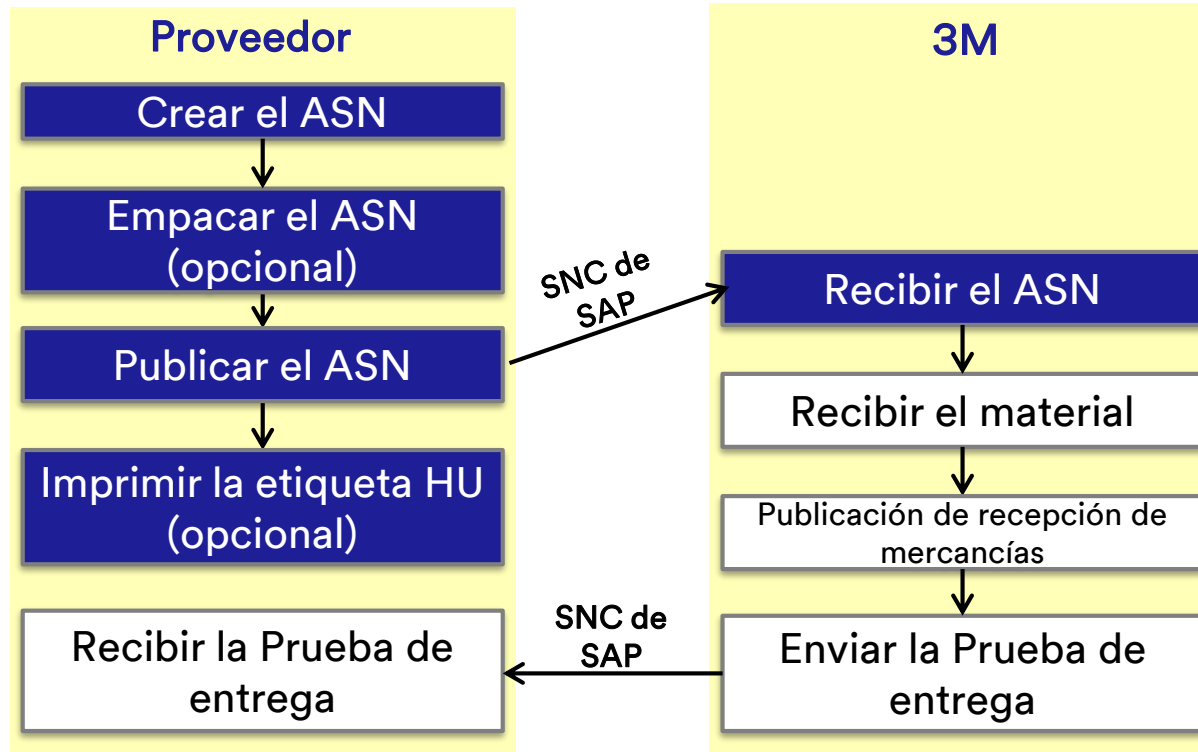 Proveedor
Crear el ASN
Empacar el ASN
(opcional)
Publicar el ASN
Imprimir la etiqueta HU
(opcional)
Recibir la Prueba de
entrega
SNC de
SAP
SNC de
SAP
3M
Recibir el ASN
Recibir el material
Publicación de recepción de
mercancías
Enviar la Prueba de
entrega